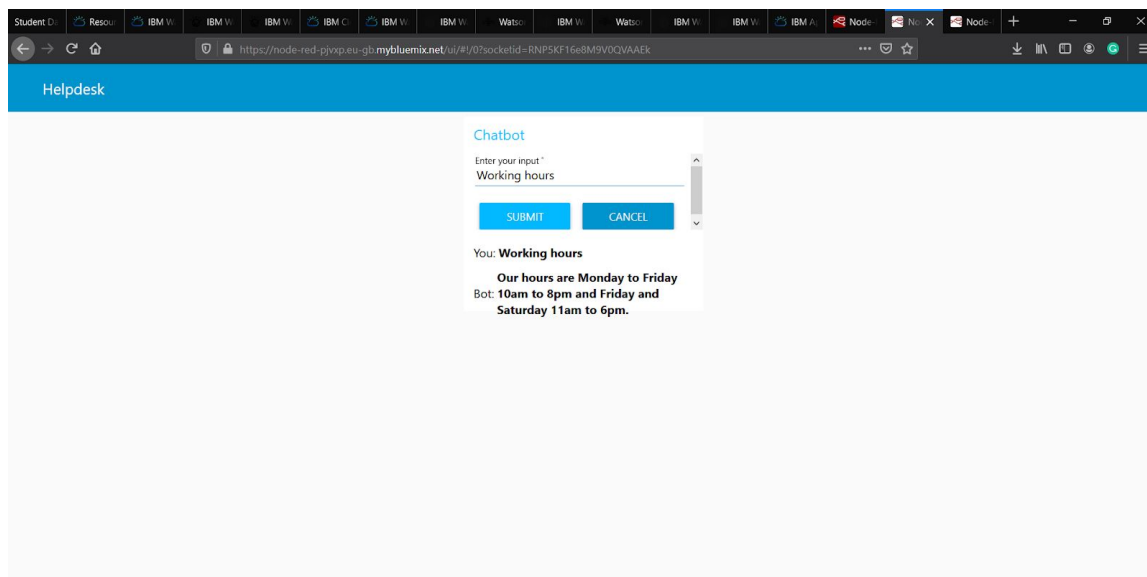 Student Da Resour IBM W IBM W IBM W IBM Cl IBM W IBM W Watso IBM W Watso IBM W IBM W IBM A Node- No X Node- +
https://node-red-pjvxp.eu-gb.mybluemix.net/ui/#!/0?socketid=RNP5KF16e8M9V0QVAAEk
Helpdesk
Chatbot
Enter your input *
Working hours
SUBMIT CANCEL
You: Working hours
Our hours are Monday to Friday
Bot: 10am to 8pm and Friday and
Saturday 11am to 6pm.